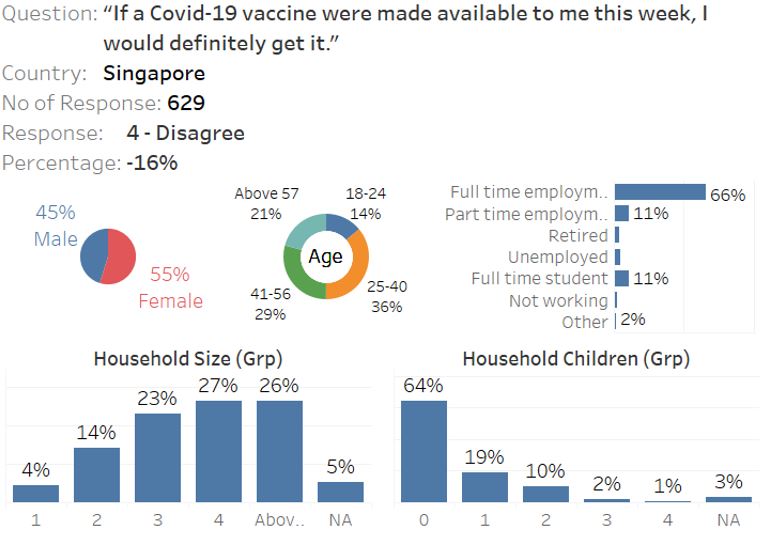 Question: “If a Covid-19 vaccine were made available to me this week, I
would definitely get it.”
Country: Singapore
No of Response: 629
Response: 4 - Disagree
Percentage: -16%
45%
Male
55%
Female
Above 57
21%
18-24
14%
Age
41-56
29%
25-40
36%
Full time employm.. 66%
Part time employm.. 11%
Retired
Unemployed
Full time student 11%
Not working
Other 2%
Household Size (Grp)
4% 14% 23% 27% 26% 5%
1 2 3 4 Abov.. NA
Household Children (Grp)
64% 19% 10% 2% 1% 3%
0 1 2 3 4 NA